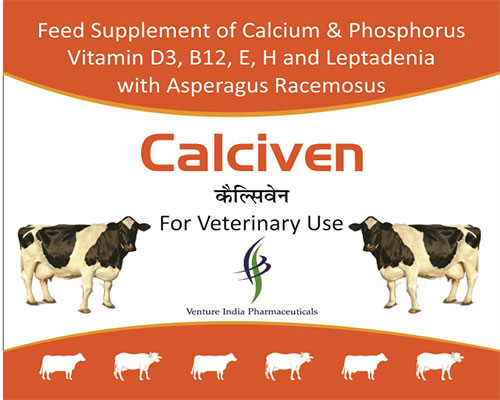 Feed Supplement of Calcium & Phosphorus
Vitamin D3, B12, E, H and Leptadenia
with Asperagus Racemosus
Calciven
कैल्सिवेन
For Veterinary Use
Venture India Pharmaceuticals